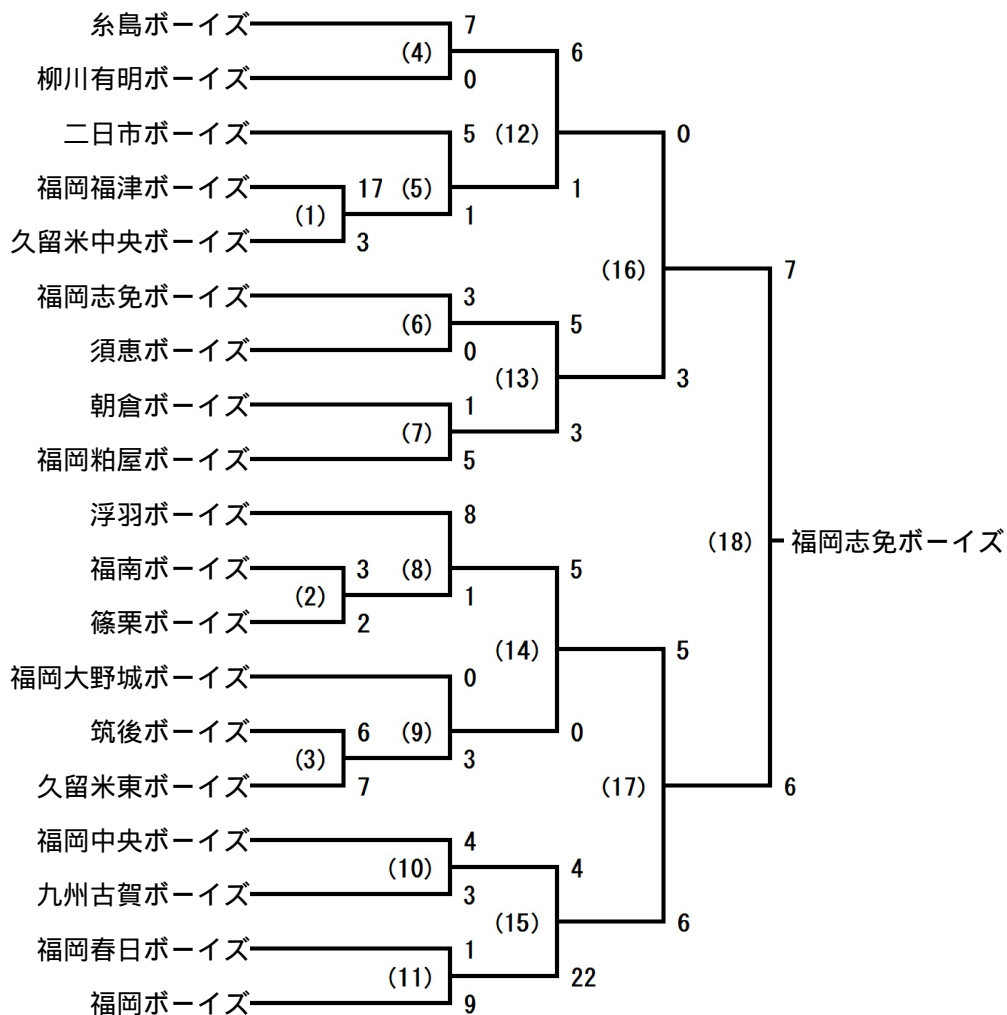 糸島ボーイズ 7
(4) 6
柳川有明ボーイズ 0
二日市ボーイズ 5 (12) 0
福岡福津ボーイズ 17 (5) 1
(1) 1
久留米中央ボーイズ 3
(16) 7
福岡志免ボーイズ 3
(6) 5
須恵ボーイズ 0
(13) 3
朝倉ボーイズ 1
(7) 3
福岡粕屋ボーイズ 5
浮羽ボーイズ 8
(18) 福岡志免ボーイズ
福南ボーイズ 3 (8) 5
(2) 1
篠栗ボーイズ 2
(14) 5
福岡大野城ボーイズ 0
筑後ボーイズ 6 (9) 0
(3) 3
久留米東ボーイズ 7 (17) 6
福岡中央ボーイズ 4
(10) 4
九州古賀ボーイズ 3
(15) 6
福岡春日ボーイズ 1
(11) 22
福岡ボーイズ 9